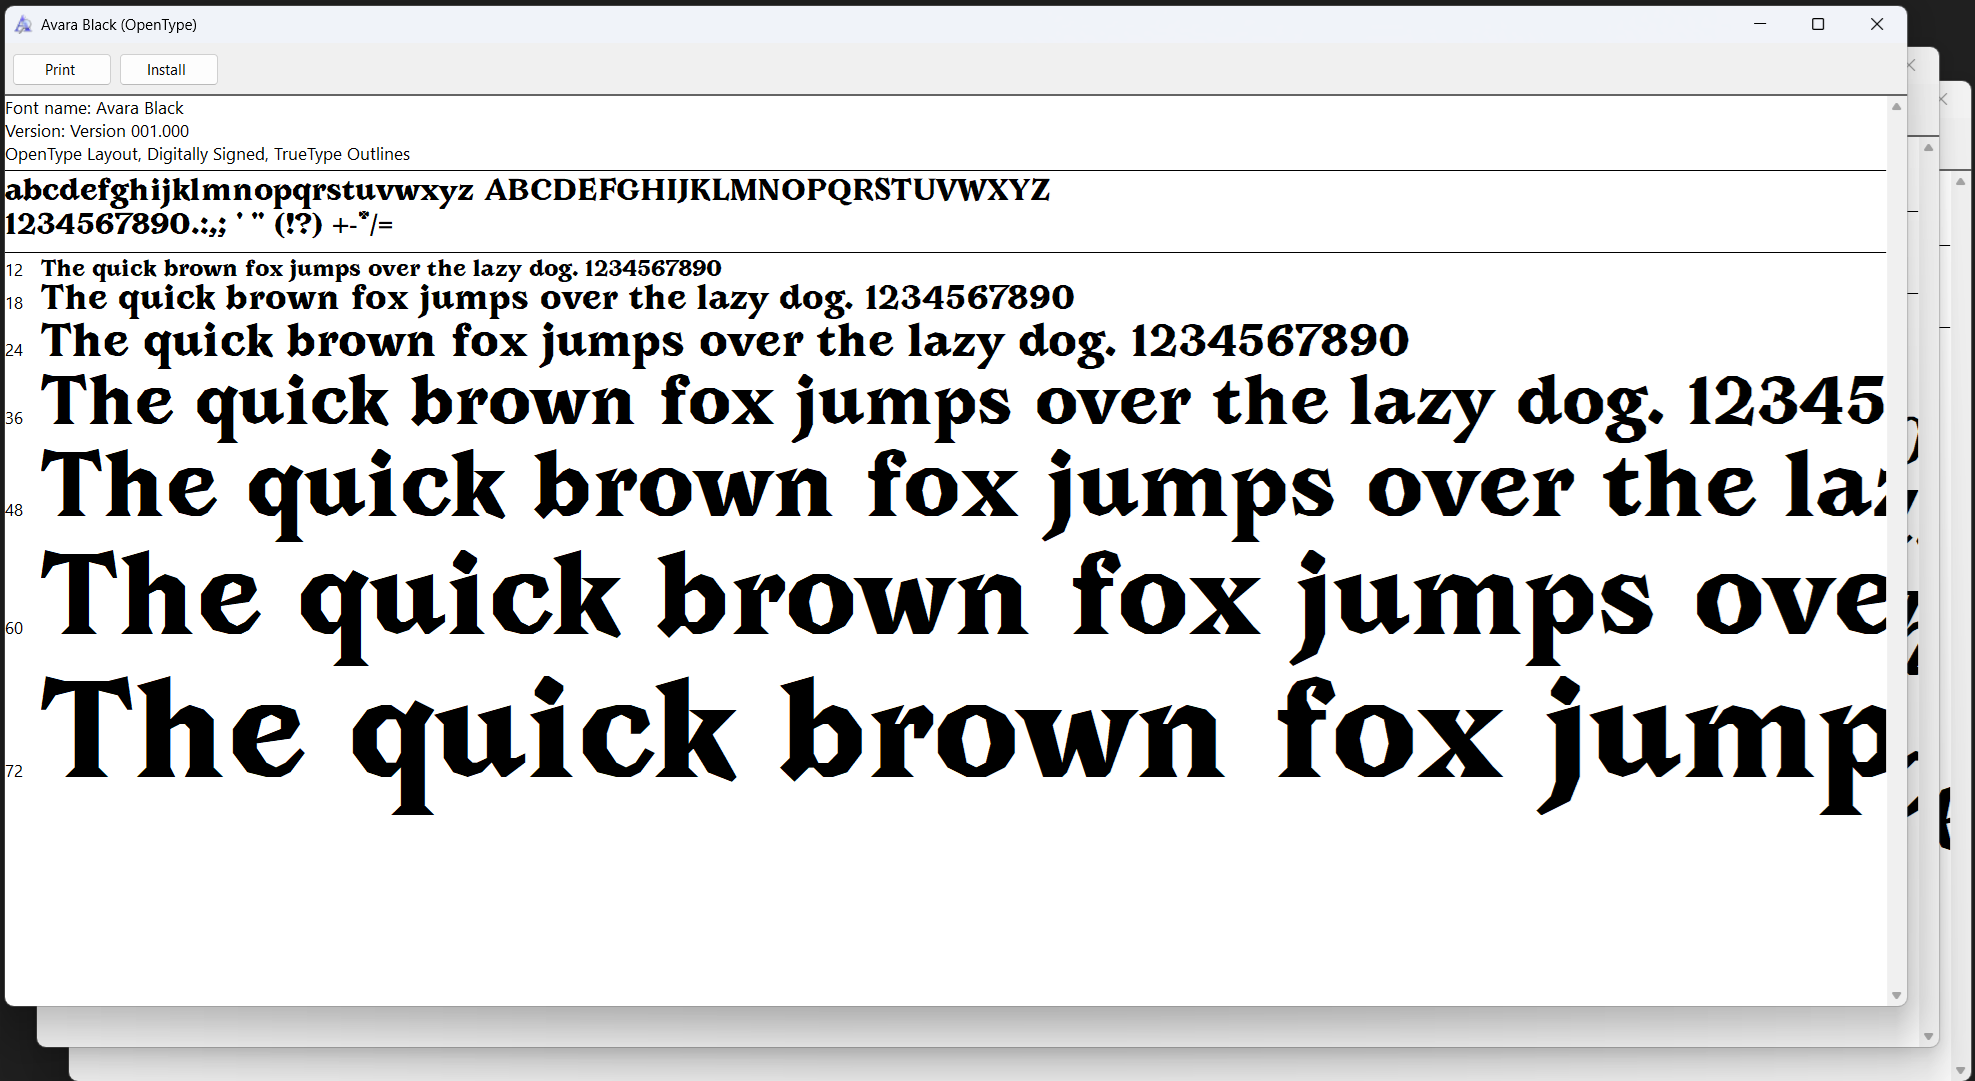 Avara Black (OpenType)
Print Install
Font name: Avara Black
Version: Version 001.000
OpenType Layout, Digitally Signed, TrueType Outlines
abcdefghijklmnopqrstuvwxyz ABCDEFGHIJKLMNOPQRSTUVWXYZ
1234567890.:,; ' " (!?) +-*/=
12 The quick brown fox jumps over the lazy dog. 1234567890
18 The quick brown fox jumps over the lazy dog. 1234567890
24 The quick brown fox jumps over the lazy dog. 1234567890
36 The quick brown fox jumps over the lazy dog. 12345
48 The quick brown fox jumps over the laz
60 The quick brown fox jumps ove
72 The quick brown fox jump